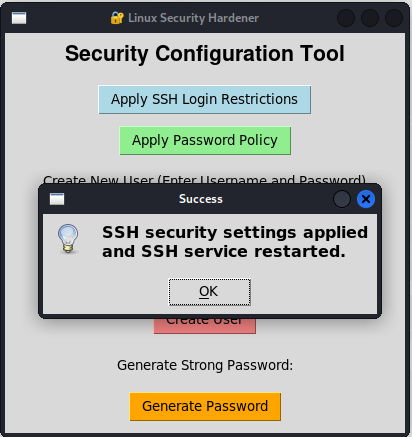 Linux Security Hardener
Security Configuration Tool
Apply SSH Login Restrictions
Apply Password Policy
Create New User (Enter Username and Password)
Success
SSH security settings applied
and SSH service restarted.
OK
Create User
Generate Strong Password:
Generate Password